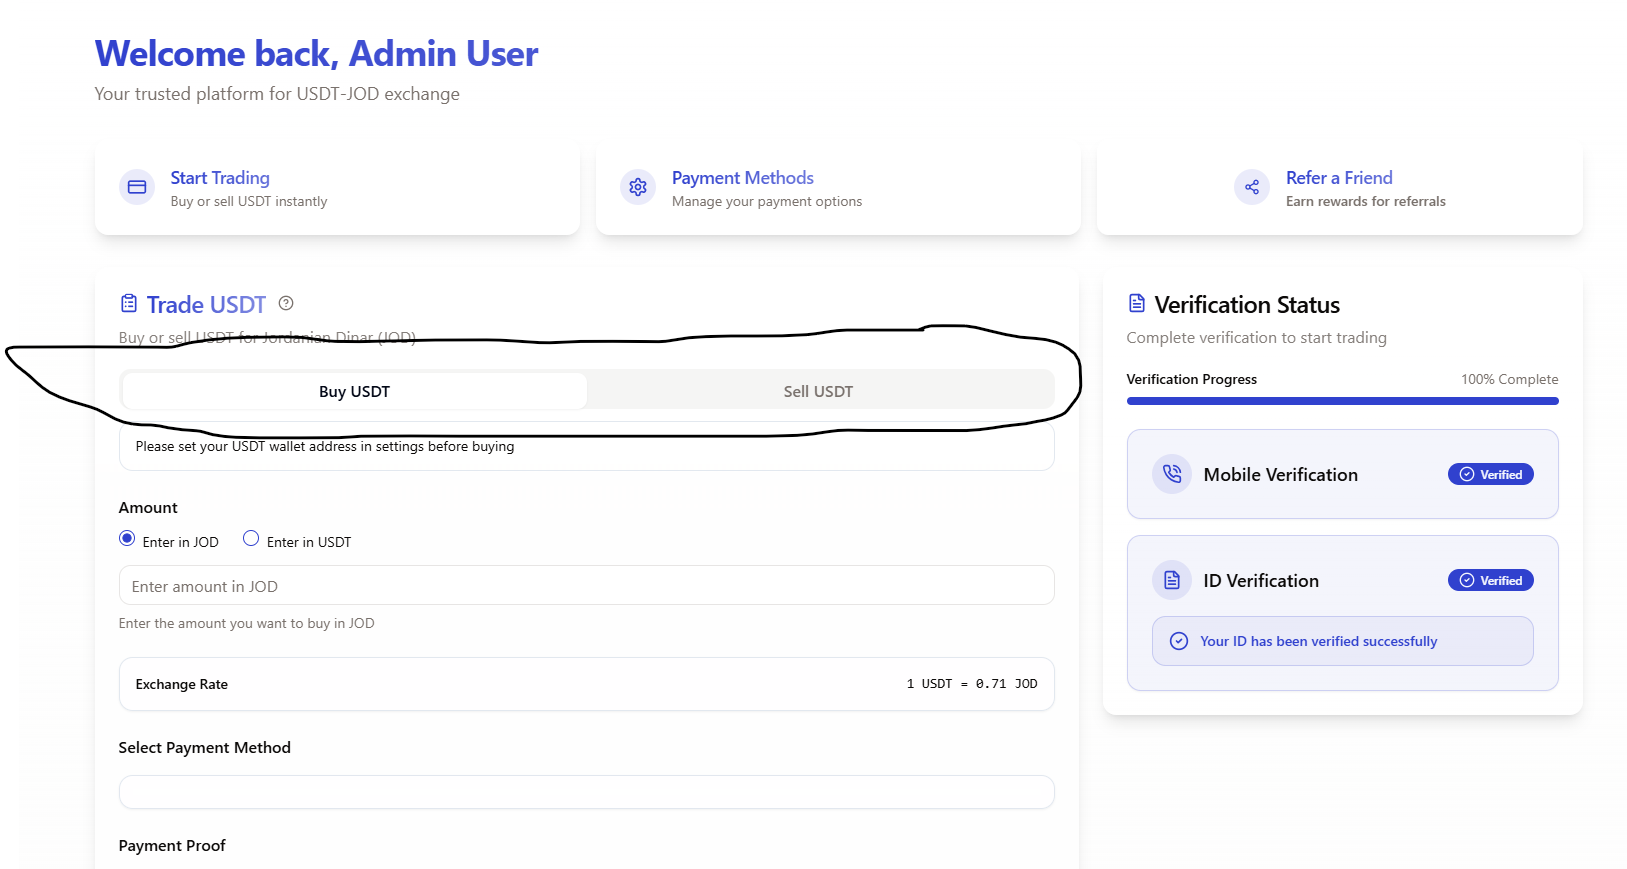 Welcome back, Admin User
Your trusted platform for USDT-JOD exchange
Start Trading
Buy or sell USDT instantly
Payment Methods
Manage your payment options
Refer a Friend
Earn rewards for referrals
Trade USDT
Buy or sell USDT for Jordanian Dinar (JOD)
Buy USDT
Sell USDT
Please set your USDT wallet address in settings before buying
Amount
Enter in JOD
Enter in USDT
Enter amount in JOD
Enter the amount you want to buy in JOD
Exchange Rate
1 USDT = 0.71 JOD
Select Payment Method
Payment Proof
Verification Status
Complete verification to start trading
Verification Progress
100% Complete
Mobile Verification
Verified
ID Verification
Verified
Your ID has been verified successfully